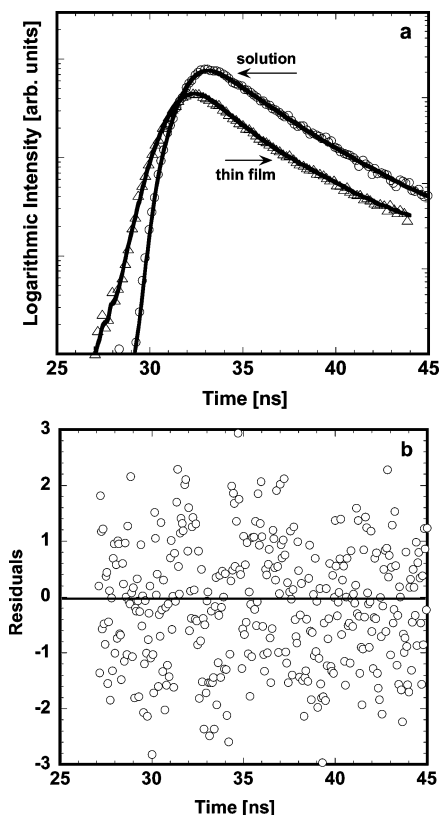 a
solution
thin film
Logarithmic Intensity [arb. units]
25 30 35 40 45
Time [ns]
b
3
2
1
0
-1
-2
-3
Residuals
25 30 35 40 45
Time [ns]